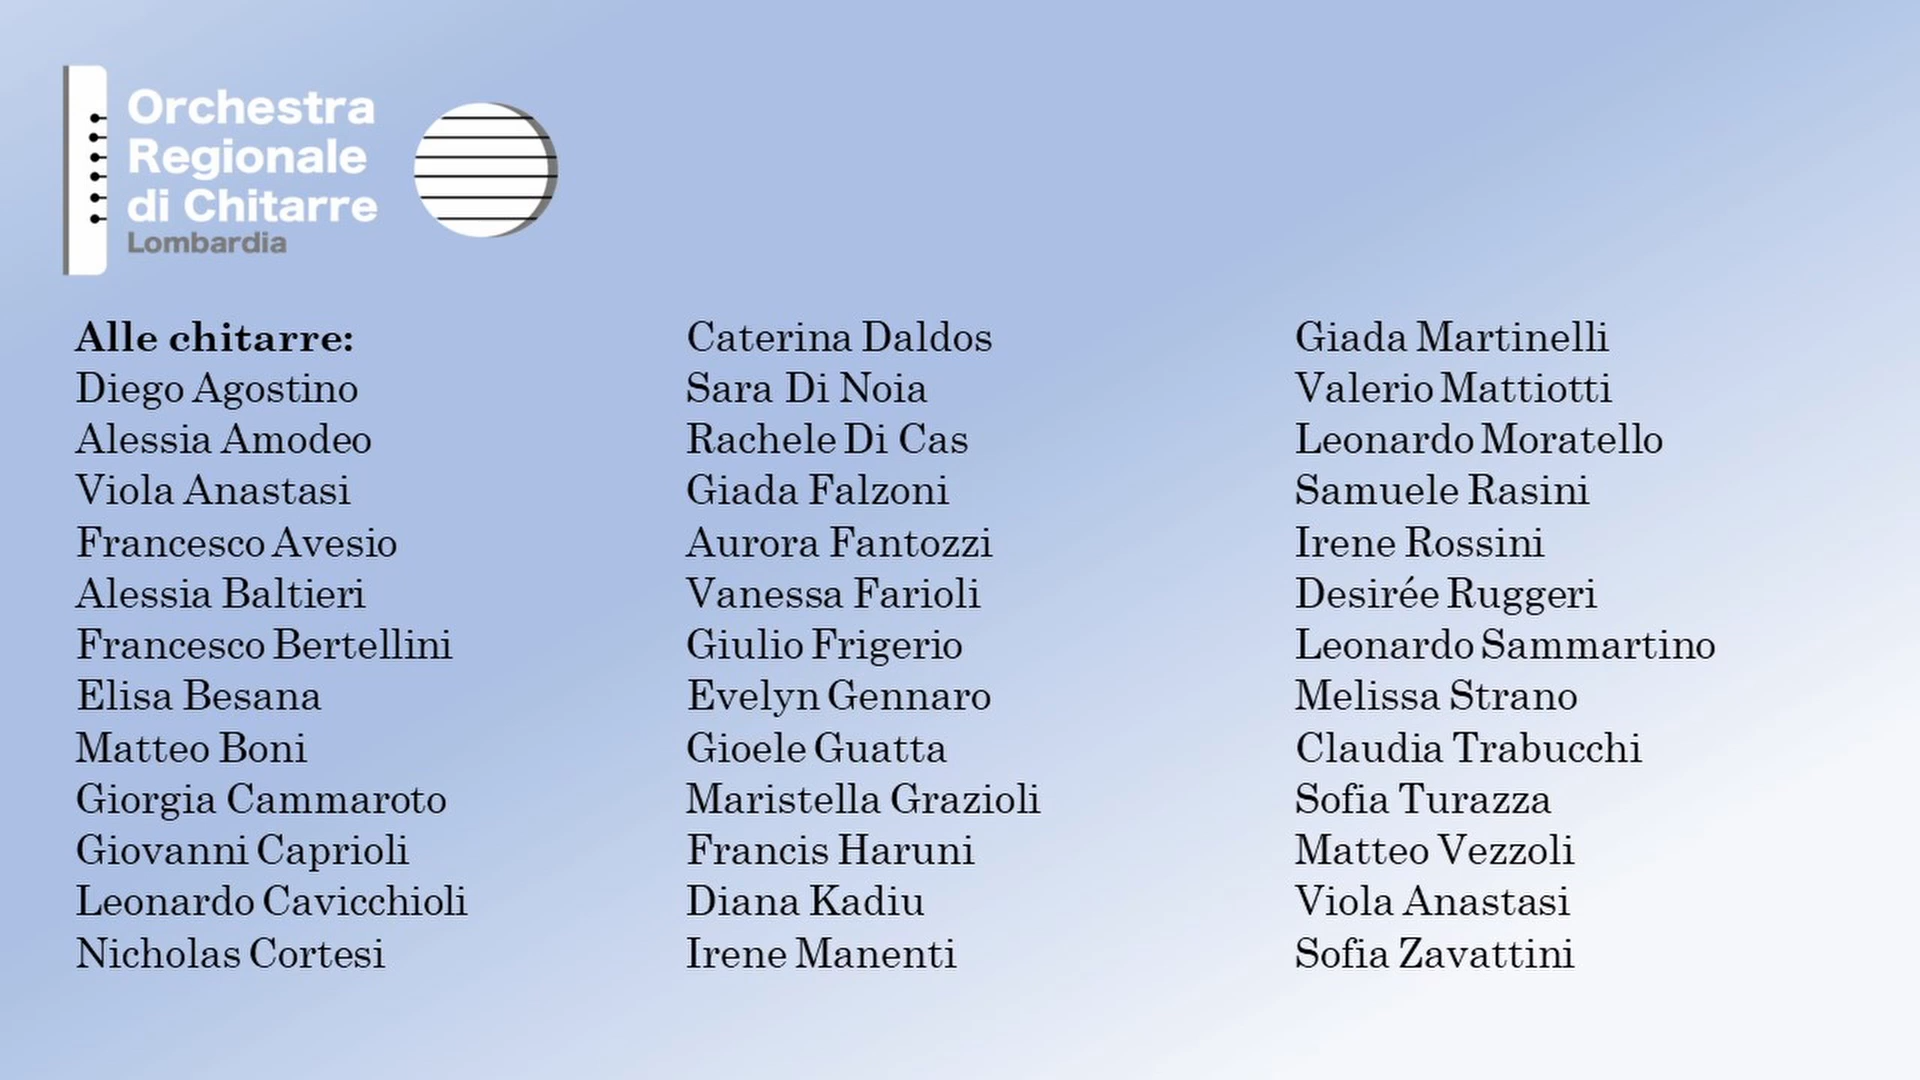 Orchestra
Regionale
di Chitarre
Lombardia
Alle chitarre:
Diego Agostino
Alessia Amodeo
Viola Anastasi
Francesco Avesio
Alessia Baltieri
Francesco Bertellini
Elisa Besana
Matteo Boni
Giorgia Cammaroto
Giovanni Caprioli
Leonardo Cavicchioli
Nicholas Cortesi
Caterina Daldos
Sara Di Noia
Rachele Di Cas
Giada Falzoni
Aurora Fantozzi
Vanessa Farioli
Giulio Frigerio
Evelyn Gennaro
Gioele Guatta
Maristella Grazioli
Francis Haruni
Diana Kadiu
Irene Manenti
Giada Martinelli
Valerio Mattiotti
Leonardo Moratello
Samuele Rasini
Irene Rossini
Desirée Ruggeri
Leonardo Sammartino
Melissa Strano
Claudia Trabucchi
Sofia Turazza
Matteo Vezzoli
Viola Anastasi
Sofia Zavattini